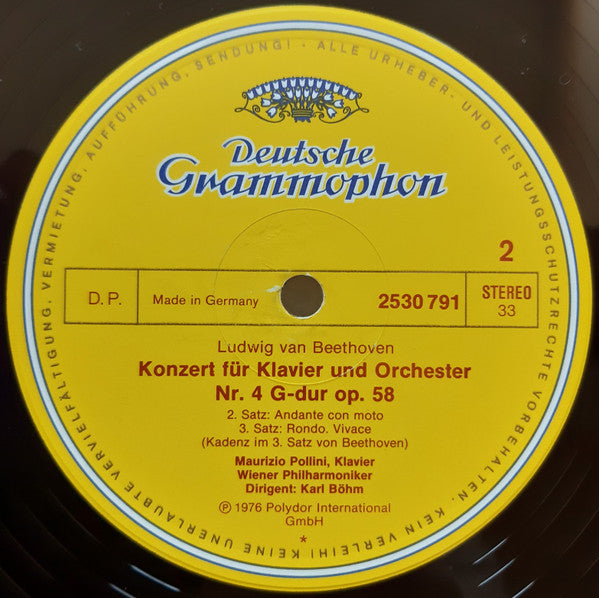 ALLE URHEBER- UND LEISTUNGSSCHUTZRECHTE VORBEHALTEN. KEIN VERLEIH! KEINE UNERLAUBTE VERVIELFÄLTIGUNG, VERMIETUNG, AUFFÜHRUNG, SENDUNG! ·
Deutsche
Grammophon
2
D.P.
Made in Germany
2530 791
STEREO
33
Ludwig van Beethoven
Konzert für Klavier und Orchester
Nr. 4 G-dur op. 58
2. Satz: Andante con moto
3. Satz: Rondo. Vivace
(Kadenz im 3. Satz von Beethoven)
Maurizio Pollini, Klavier
Wiener Philharmoniker
Dirigent: Karl Böhm
Ⓟ 1976 Polydor International
GmbH
*